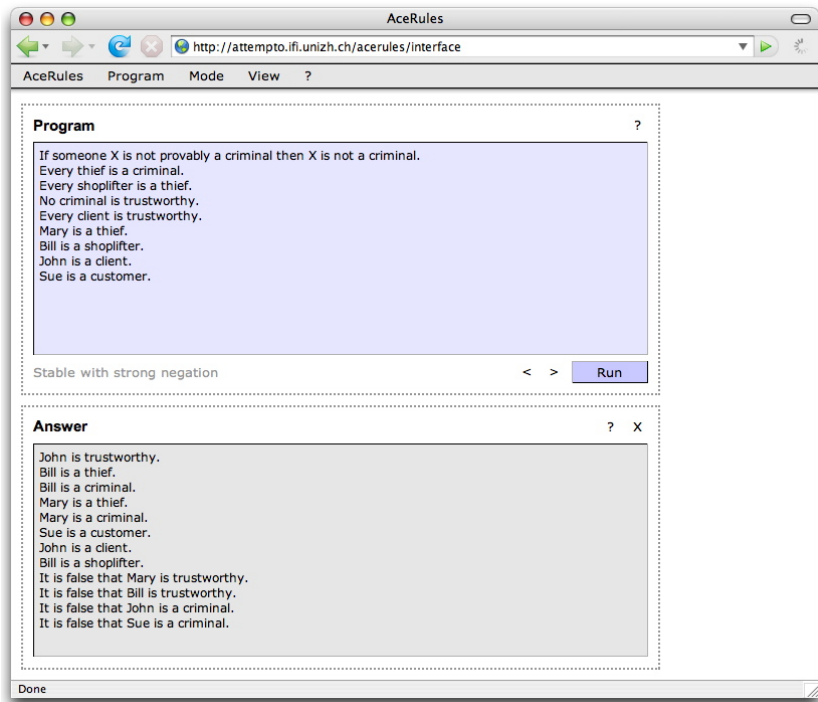 AceRules
http://attempto.ifi.unizh.ch/acerules/interface
AceRules Program Mode View ?
Program ?
If someone X is not provably a criminal then X is not a criminal.
Every thief is a criminal.
Every shoplifter is a thief.
No criminal is trustworthy.
Every client is trustworthy.
Mary is a thief.
Bill is a shoplifter.
John is a client.
Sue is a customer.
Stable with strong negation < > Run
Answer ? X
John is trustworthy.
Bill is a thief.
Bill is a criminal.
Mary is a thief.
Mary is a criminal.
Sue is a customer.
John is a client.
Bill is a shoplifter.
It is false that Mary is trustworthy.
It is false that Bill is trustworthy.
It is false that John is a criminal.
It is false that Sue is a criminal.
Done